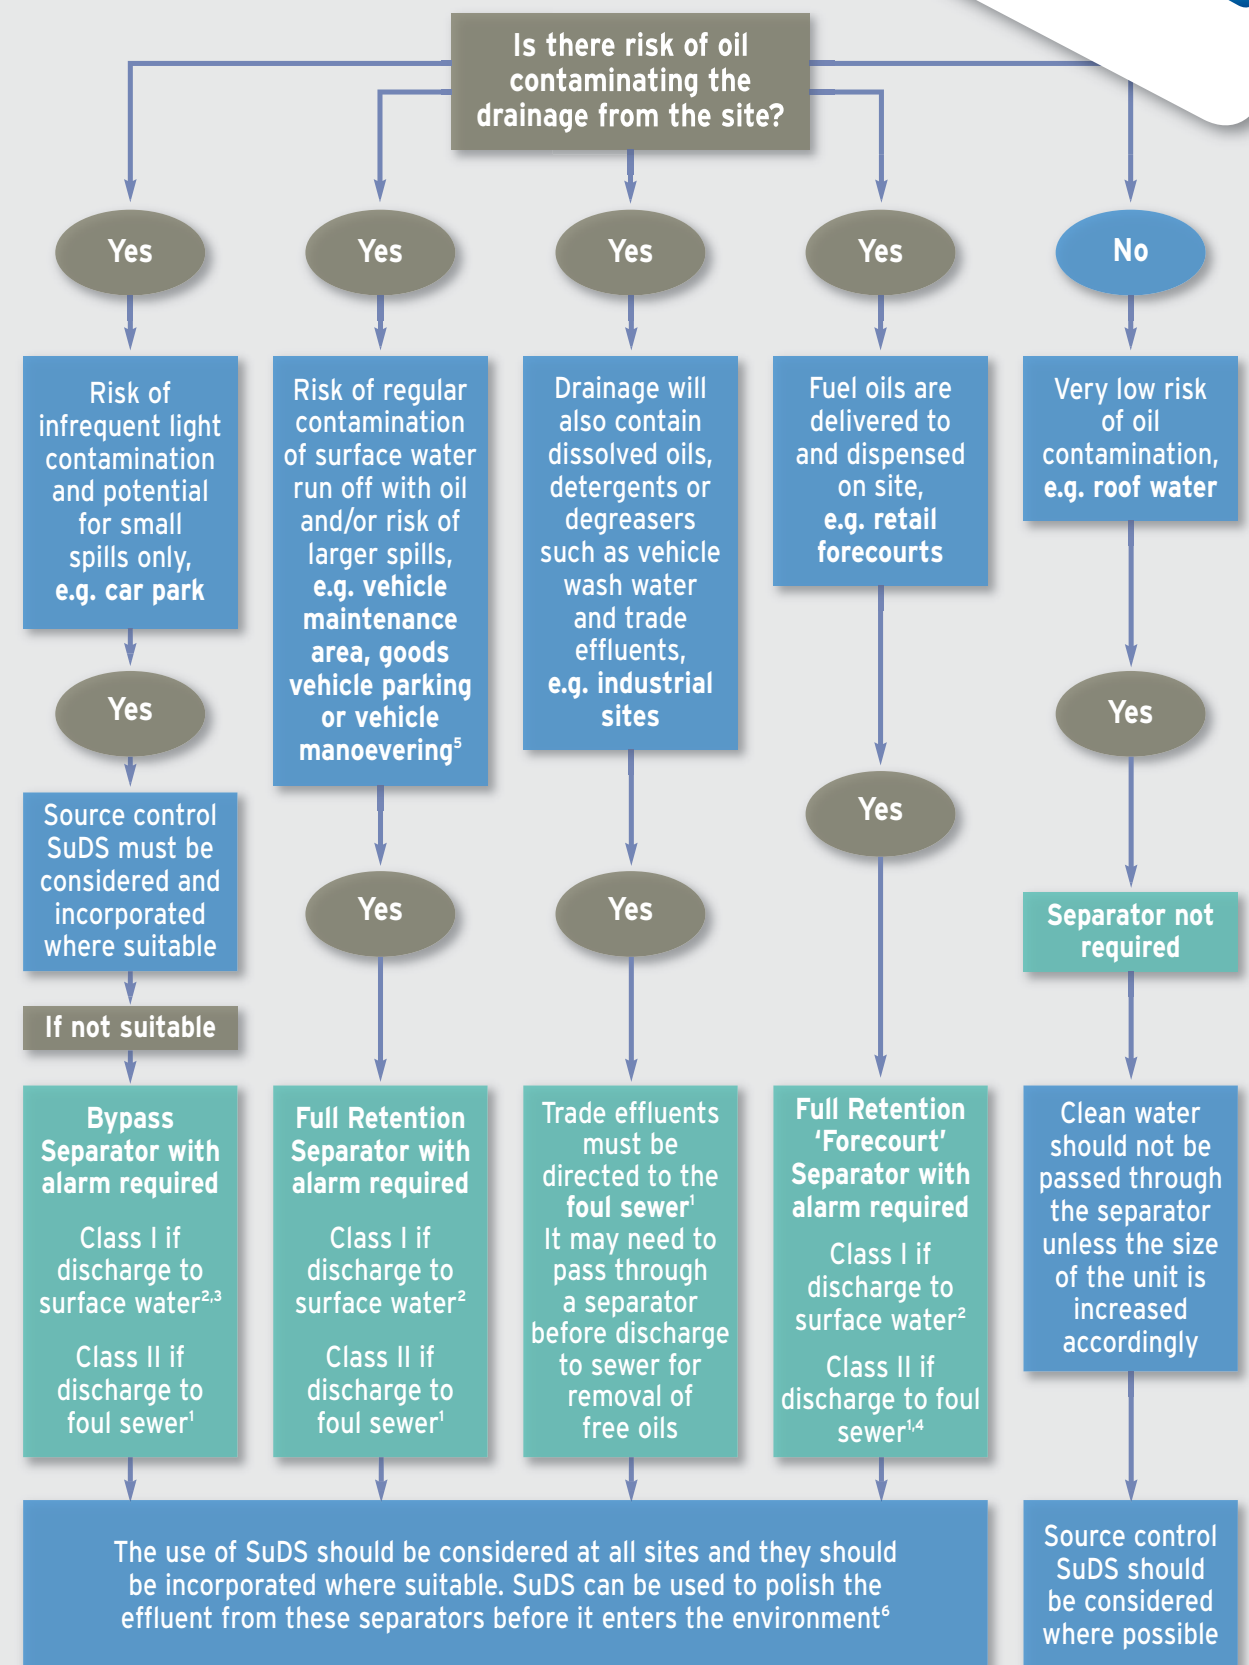 Is there risk of oil
contaminating the
drainage from the site?
Yes
Yes
Yes
Yes
No
Risk of
infrequent light
contamination
and potential
for small
spills only,
e.g. car park
Risk of regular
contamination
of surface water
run off with oil
and/or risk of
larger spills,
e.g. vehicle
maintenance
area, goods
vehicle parking
or vehicle
manoevering⁵
Drainage will
also contain
dissolved oils,
detergents or
degreasers
such as vehicle
wash water
and trade
effluents,
e.g. industrial
sites
Fuel oils are
delivered to
and dispensed
on site,
e.g. retail
forecourts
Very low risk
of oil
contamination,
e.g. roof water
Yes
Yes
Yes
Yes
Yes
Source control
SuDS must be
considered and
incorporated
where suitable
If not suitable
Separator not
required
Bypass
Separator with
alarm required
Class I if
discharge to
surface water²,³
Class II if
discharge to
foul sewer¹
Full Retention
Separator with
alarm required
Class I if
discharge to
surface water²
Class II if
discharge to
foul sewer¹
Trade effluents
must be
directed to the
foul sewer¹
It may need to
pass through
a separator
before discharge
to sewer for
removal of
free oils
Full Retention
‘Forecourt’
Separator with
alarm required
Class I if
discharge to
surface water²
Class II if
discharge to foul
sewer¹,⁴
Clean water
should not be
passed through
the separator
unless the size
of the unit is
increased
accordingly
The use of SuDS should be considered at all sites and they should
be incorporated where suitable. SuDS can be used to polish the
effluent from these separators before it enters the environment⁶
Source control
SuDS should
be considered
where possible